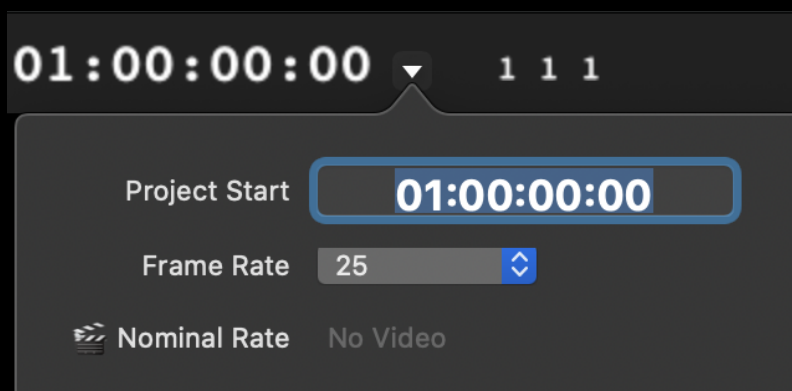 01:00:00:00 1 1 1
Project Start 01:00:00:00
Frame Rate 25
Nominal Rate No Video